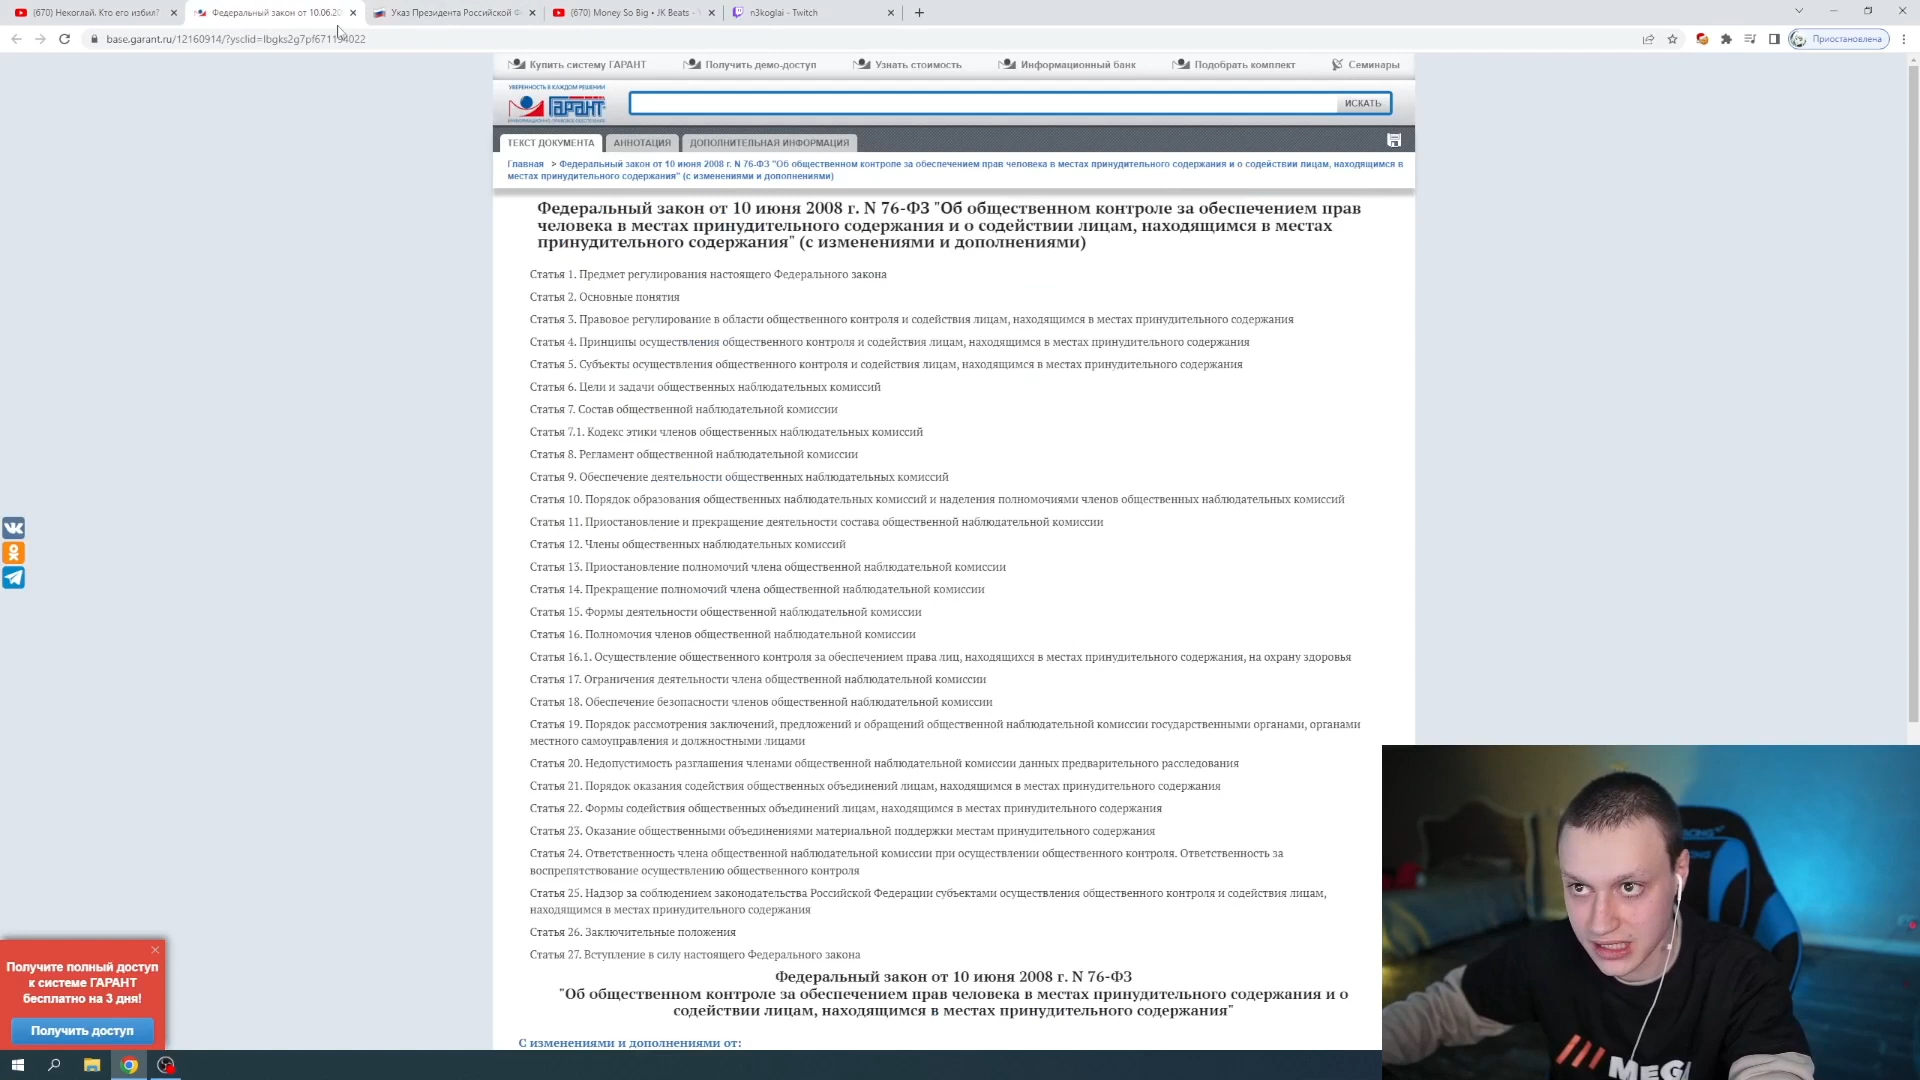 (670) Некоглай. Кто его избил?
Федеральный закон от 10.06.20
Указ Президента Российской Ф
(670) Money So Big • JK Beats -
n3koglai - Twitch
base.garant.ru/12160914/?ysclid=lbgks2g7pf671194022
Приостановлена
Купить систему ГАРАНТ
Получить демо-доступ
Узнать стоимость
Информационный банк
Подобрать комплект
Семинары
УВЕРЕННОСТЬ В КАЖДОМ РЕШЕНИИ
ГАРАНТ
ИНФОРМАЦИОННО-ПРАВОВОЕ ОБЕСПЕЧЕНИЕ
ИСКАТЬ
ТЕКСТ ДОКУМЕНТА
АННОТАЦИЯ
ДОПОЛНИТЕЛЬНАЯ ИНФОРМАЦИЯ
Главная > Федеральный закон от 10 июня 2008 г. N 76-ФЗ "Об общественном контроле за обеспечением прав человека в местах принудительного содержания и о содействии лицам, находящимся в
местах принудительного содержания" (с изменениями и дополнениями)
Федеральный закон от 10 июня 2008 г. N 76-ФЗ "Об общественном контроле за обеспечением прав
человека в местах принудительного содержания и о содействии лицам, находящимся в местах
принудительного содержания" (с изменениями и дополнениями)
Статья 1. Предмет регулирования настоящего Федерального закона
Статья 2. Основные понятия
Статья 3. Правовое регулирование в области общественного контроля и содействия лицам, находящимся в местах принудительного содержания
Статья 4. Принципы осуществления общественного контроля и содействия лицам, находящимся в местах принудительного содержания
Статья 5. Субъекты осуществления общественного контроля и содействия лицам, находящимся в местах принудительного содержания
Статья 6. Цели и задачи общественных наблюдательных комиссий
Статья 7. Состав общественной наблюдательной комиссии
Статья 7.1. Кодекс этики членов общественных наблюдательных комиссий
Статья 8. Регламент общественной наблюдательной комиссии
Статья 9. Обеспечение деятельности общественных наблюдательных комиссий
Статья 10. Порядок образования общественных наблюдательных комиссий и наделения полномочиями членов общественных наблюдательных комиссий
Статья 11. Приостановление и прекращение деятельности состава общественной наблюдательной комиссии
Статья 12. Члены общественных наблюдательных комиссий
Статья 13. Приостановление полномочий члена общественной наблюдательной комиссии
Статья 14. Прекращение полномочий члена общественной наблюдательной комиссии
Статья 15. Формы деятельности общественной наблюдательной комиссии
Статья 16. Полномочия членов общественной наблюдательной комиссии
Статья 16.1. Осуществление общественного контроля за обеспечением права лиц, находящихся в местах принудительного содержания, на охрану здоровья
Статья 17. Ограничения деятельности члена общественной наблюдательной комиссии
Статья 18. Обеспечение безопасности членов общественной наблюдательной комиссии
Статья 19. Порядок рассмотрения заключений, предложений и обращений общественной наблюдательной комиссии государственными органами, органами
местного самоуправления и должностными лицами
Статья 20. Недопустимость разглашения членами общественной наблюдательной комиссии данных предварительного расследования
Статья 21. Порядок оказания содействия общественных объединений лицам, находящимся в местах принудительного содержания
Статья 22. Формы содействия общественных объединений лицам, находящимся в местах принудительного содержания
Статья 23. Оказание общественными объединениями материальной поддержки местам принудительного содержания
Статья 24. Ответственность члена общественной наблюдательной комиссии при осуществлении общественного контроля. Ответственность за
воспрепятствование осуществлению общественного контроля
Статья 25. Надзор за соблюдением законодательства Российской Федерации субъектами осуществления общественного контроля и содействия лицам,
находящимся в местах принудительного содержания
Статья 26. Заключительные положения
Статья 27. Вступление в силу настоящего Федерального закона
Федеральный закон от 10 июня 2008 г. N 76-ФЗ
"Об общественном контроле за обеспечением прав человека в местах принудительного содержания и о
содействии лицам, находящимся в местах принудительного содержания"
С изменениями и дополнениями от:
Получите полный доступ
к системе ГАРАНТ
бесплатно на 3 дня!
Получить доступ
MEGA